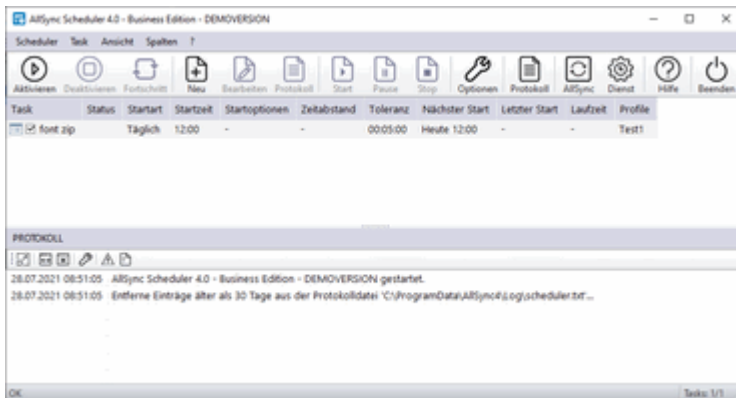 AllSync Scheduler 4.0 - Business Edition - DEMOVERSION
Scheduler Task Ansicht Spalten ?
Aktivieren Deaktivieren Fortschritt Neu Bearbeiten Protokoll Start Pause Stop Optionen Protokoll AllSync Dienst Hilfe Beenden
Task Status Startart Startzeit Startoptionen Zeitabstand Toleranz Nächster Start Letzter Start Laufzeit Profile
font zip Täglich 12:00 - - 00:05:00 Heute 12:00 - - Test1
PROTOKOLL
28.07.2021 08:51:05 AllSync Scheduler 4.0 - Business Edition - DEMOVERSION gestartet.
28.07.2021 08:51:05 Entferne Einträge älter als 30 Tage aus der Protokolldatei 'C:\ProgramData\AllSync4\Log\scheduler.txt'...
OK Tasks: 1/1